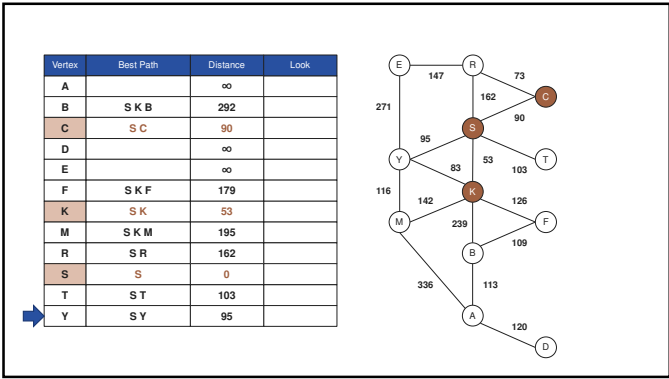 Vertex Best Path Distance Look
A ∞
B S K B 292
C S C 90
D ∞
E ∞
F S K F 179
K S K 53
M S K M 195
R S R 162
S S 0
T S T 103
Y S Y 95
E R
147 73
C
271 162 90
S
95
Y 83 53 103 T
K
116 142 126
M 239 F
109
B
336 113
A
120
D